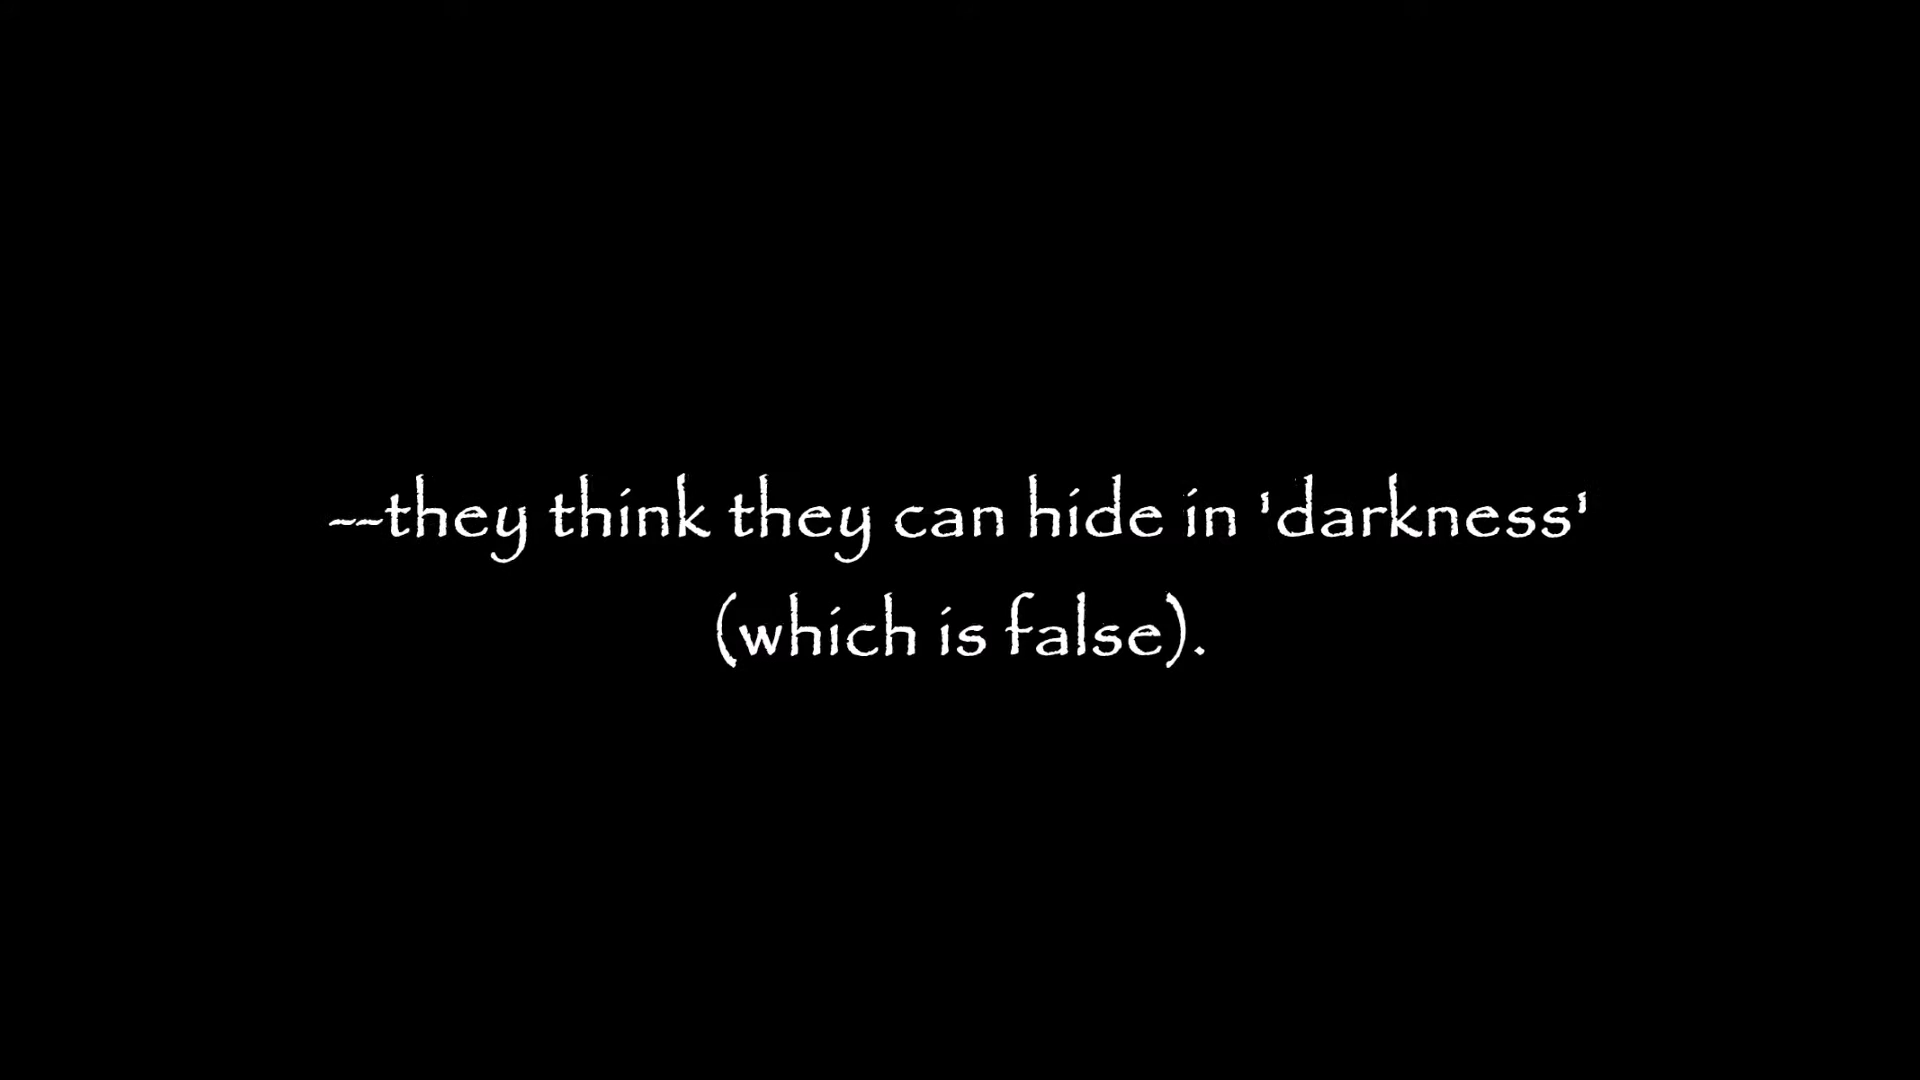 --they think they can hide in 'darkness'
(which is false).